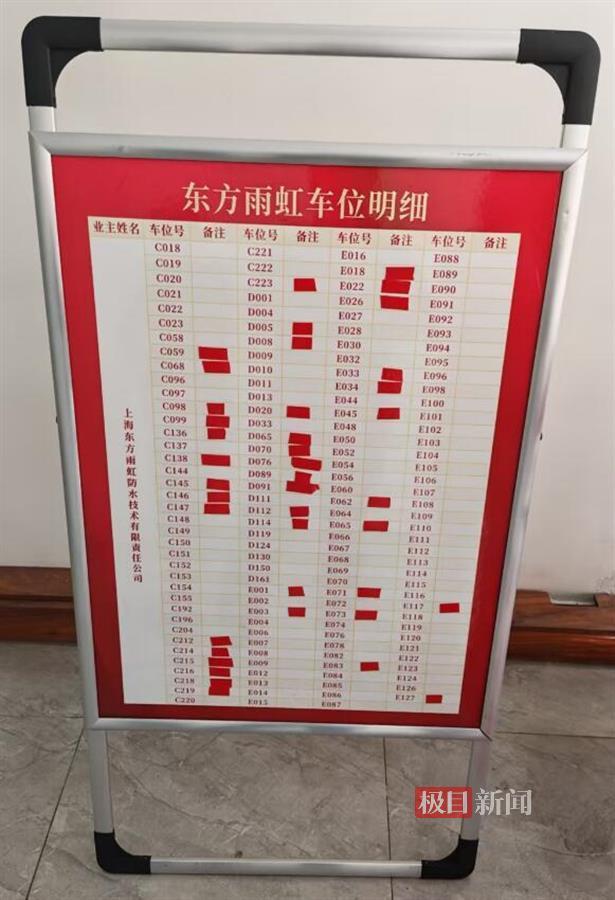 东方雨虹车位明细
业主姓名 车位号 备注 车位号 备注 车位号 备注 车位号 备注
上海东方雨虹防水技术有限责任公司
C018 C221 E016 E088
C019 C222 E018 E089
C020 C223 E022 E090
C021 D001 E026 E091
C022 D004 E027 E092
C023 D005 E028 E093
C058 D008 E030 E094
C059 D009 E032 E095
C068 D010 E033 E096
C096 D011 E034 E098
C097 D013 E044 E100
C098 D020 E045 E101
C099 D033 E048 E102
C136 D065 E050 E103
C137 D070 E052 E104
C138 D076 E054 E105
C144 D089 E056 E106
C145 D091 E060 E107
C146 D111 E062 E108
C147 D112 E064 E109
C148 D114 E065 E110
C149 D119 E066 E111
C150 D124 E067 E112
C151 D130 E068 E113
C152 D150 E069 E114
C153 D161 E070 E115
C154 E001 E071 E116
C155 E002 E072 E117
C192 E003 E073 E118
C196 E004 E074 E119
C204 E006 E076 E120
C212 E007 E078 E121
C214 E008 E082 E122
C215 E009 E083 E123
C216 E012 E084 E124
C218 E013 E085 E126
C219 E014 E086 E127
C220 E015 E087
极目新闻